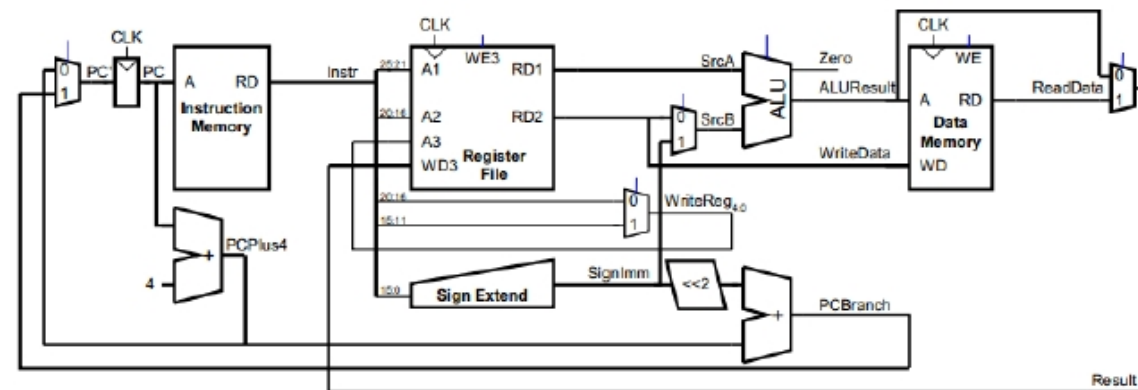 CLK
CLK
CLK
0
1
PC'
PC
A RD
Instruction
Memory
Instr
25:21
A1
WE3
RD1
20:16
A2
RD2
A3
WD3
Register
File
SrcA
0
1
SrcB
ALU
Zero
ALUResult
WE
A RD
Data
Memory
WD
WriteData
ReadData
0
1
20:16
15:11
0
1
WriteReg4:0
+
PCPlus4
4
15:0
Sign Extend
SignImm
<<2
+
PCBranch
Result